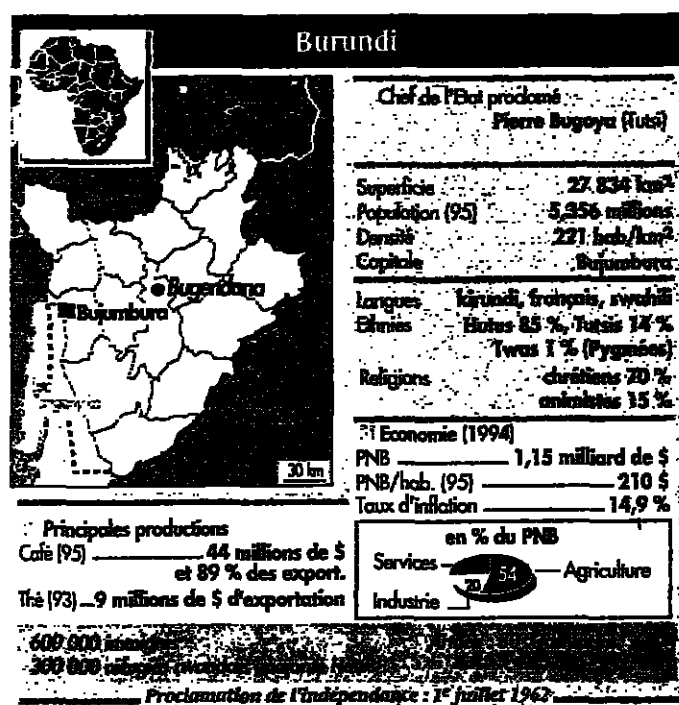 Burundi
Chef de l'Etat proclamé
Pierre Bugoya (Tutsi)
Superficie 27 834 km²
Population (95) 5,356 millions
Densité 221 hab/km²
Capitale Bujumbura
Langues kirundi, français, swahili
Ethnies Hutus 85 %, Tutsis 14 %
Twas 1 % (Pygmées)
Religions chrétiens 70 %
animistes 15 %
Economie (1994)
PNB 1,15 milliard de $
PNB/hab. (95) 210 $
Taux d'inflation 14,9 %
Bugendana
Bujumbura
30 km
Principales productions
Café (95) 44 millions de $
et 89 % des export.
Thé (93) 9 millions de $ d'exportation
en % du PNB
Services
54
Agriculture
20
Industrie
600 000
300 000
Proclamation de l'indépendance : 1er juillet 1962